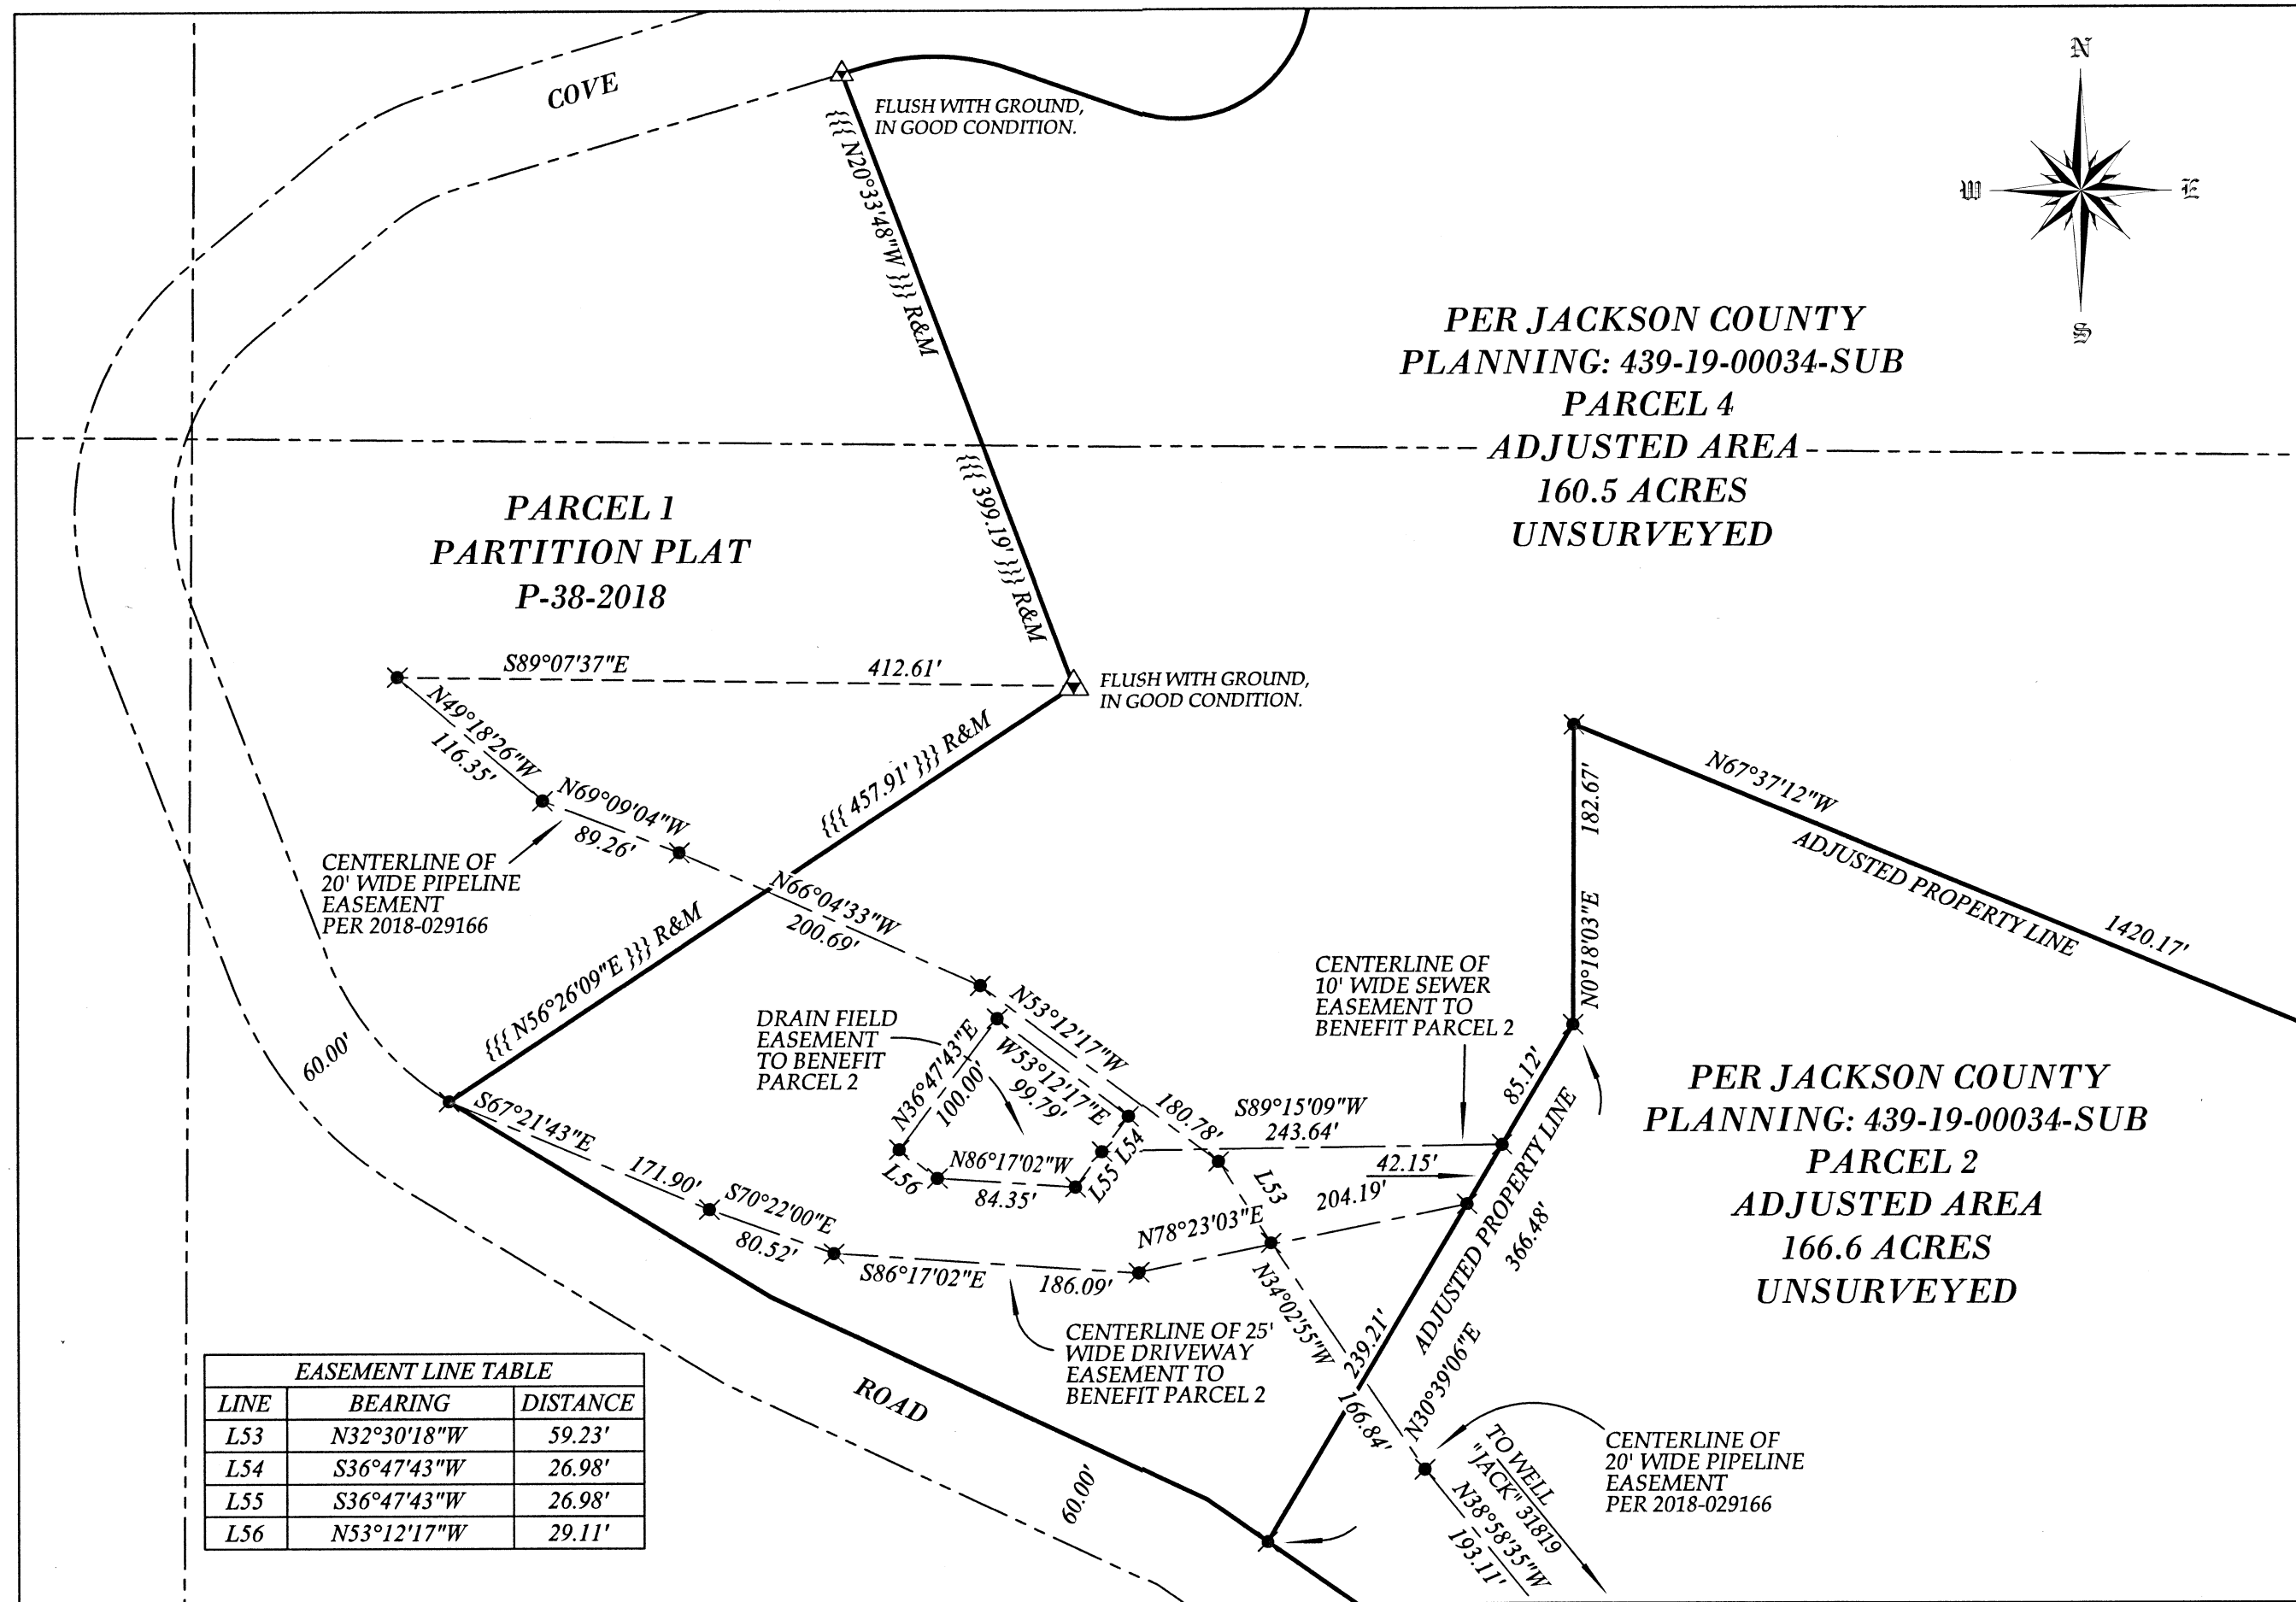 COVE
FLUSH WITH GROUND,
IN GOOD CONDITION.
N
W
E
S
{{{ N20°33'48"W }}} R&M
{{{ 399.19' }}} R&M
PER JACKSON COUNTY
PLANNING: 439-19-00034-SUB
PARCEL 4
ADJUSTED AREA
160.5 ACRES
UNSURVEYED
PARCEL 1
PARTITION PLAT
P-38-2018
S89°07'37"E
412.61'
FLUSH WITH GROUND,
IN GOOD CONDITION.
N49°18'26"W
116.35'
N69°09'04"W
89.26'
CENTERLINE OF
20' WIDE PIPELINE
EASEMENT
PER 2018-029166
{{{ 457.91' }}} R&M
{{{ N56°26'09"E }}} R&M
N66°04'33"W
200.69'
182.67'
N0°18'03"E
N67°37'12"W
ADJUSTED PROPERTY LINE
1420.17'
60.00'
DRAIN FIELD
EASEMENT
TO BENEFIT
PARCEL 2
N53°12'17"W
180.78'
N36°47'43"E
100.00'
W53°12'17"E
99.79'
CENTERLINE OF
10' WIDE SEWER
EASEMENT TO
BENEFIT PARCEL 2
85.12'
S89°15'09"W
243.64'
42.15'
L54
L55
L56
N86°17'02"W
84.35'
L53
204.19'
N78°23'03"E
S67°21'43"E
171.90'
S70°22'00"E
80.52'
S86°17'02"E
186.09'
ADJUSTED PROPERTY LINE
366.48'
N30°39'06"E
239.21'
PER JACKSON COUNTY
PLANNING: 439-19-00034-SUB
PARCEL 2
ADJUSTED AREA
166.6 ACRES
UNSURVEYED
CENTERLINE OF 25'
WIDE DRIVEWAY
EASEMENT TO
BENEFIT PARCEL 2
N34°02'55"W
166.84'
ROAD
60.00'
TO WELL
"JACK" 31819
N38°58'35"W
193.11'
CENTERLINE OF
20' WIDE PIPELINE
EASEMENT
PER 2018-029166
EASEMENT LINE TABLE
LINE BEARING DISTANCE
L53 N32°30'18"W 59.23'
L54 S36°47'43"W 26.98'
L55 S36°47'43"W 26.98'
L56 N53°12'17"W 29.11'